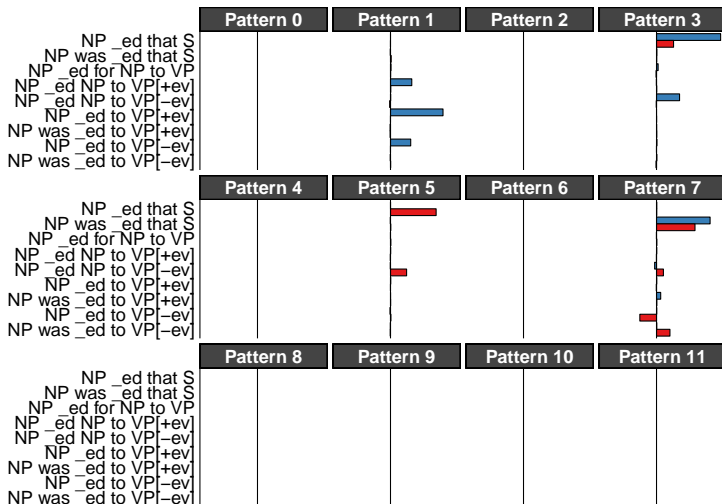 Pattern 0 Pattern 1 Pattern 2 Pattern 3
NP _ed that S
NP was _ed that S
NP _ed for NP to VP
NP _ed NP to VP[+ev]
NP _ed NP to VP[−ev]
NP _ed to VP[+ev]
NP was _ed to VP[+ev]
NP _ed to VP[−ev]
NP was _ed to VP[−ev]
Pattern 4 Pattern 5 Pattern 6 Pattern 7
NP _ed that S
NP was _ed that S
NP _ed for NP to VP
NP _ed NP to VP[+ev]
NP _ed NP to VP[−ev]
NP _ed to VP[+ev]
NP was _ed to VP[+ev]
NP _ed to VP[−ev]
NP was _ed to VP[−ev]
Pattern 8 Pattern 9 Pattern 10 Pattern 11
NP _ed that S
NP was _ed that S
NP _ed for NP to VP
NP _ed NP to VP[+ev]
NP _ed NP to VP[−ev]
NP _ed to VP[+ev]
NP was _ed to VP[+ev]
NP _ed to VP[−ev]
NP was _ed to VP[−ev]